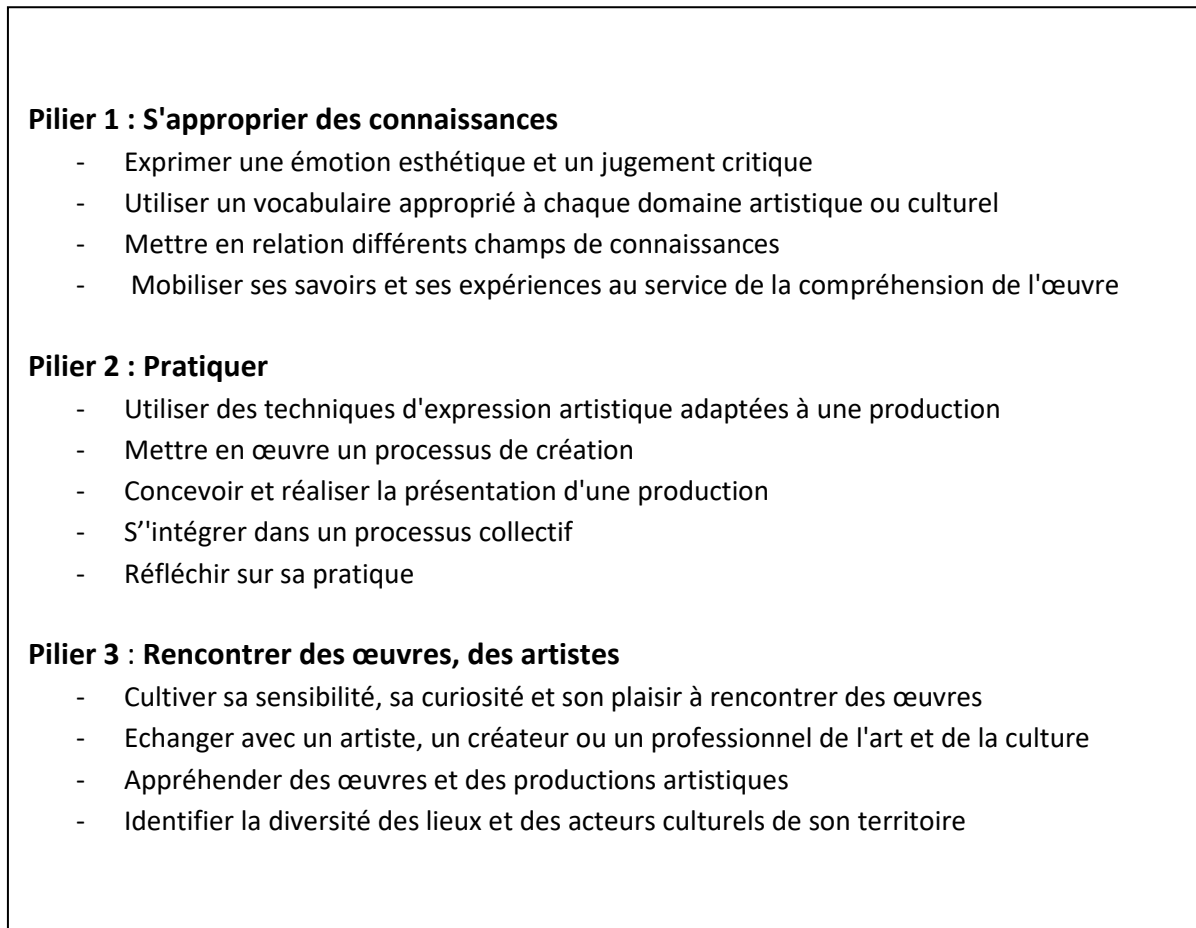 Pilier 1 : S'approprier des connaissances
- Exprimer une émotion esthétique et un jugement critique
- Utiliser un vocabulaire approprié à chaque domaine artistique ou culturel
- Mettre en relation différents champs de connaissances
- Mobiliser ses savoirs et ses expériences au service de la compréhension de l'œuvre
Pilier 2 : Pratiquer
- Utiliser des techniques d'expression artistique adaptées à une production
- Mettre en œuvre un processus de création
- Concevoir et réaliser la présentation d'une production
- S’'intégrer dans un processus collectif
- Réfléchir sur sa pratique
Pilier 3 : Rencontrer des œuvres, des artistes
- Cultiver sa sensibilité, sa curiosité et son plaisir à rencontrer des œuvres
- Echanger avec un artiste, un créateur ou un professionnel de l'art et de la culture
- Appréhender des œuvres et des productions artistiques
- Identifier la diversité des lieux et des acteurs culturels de son territoire